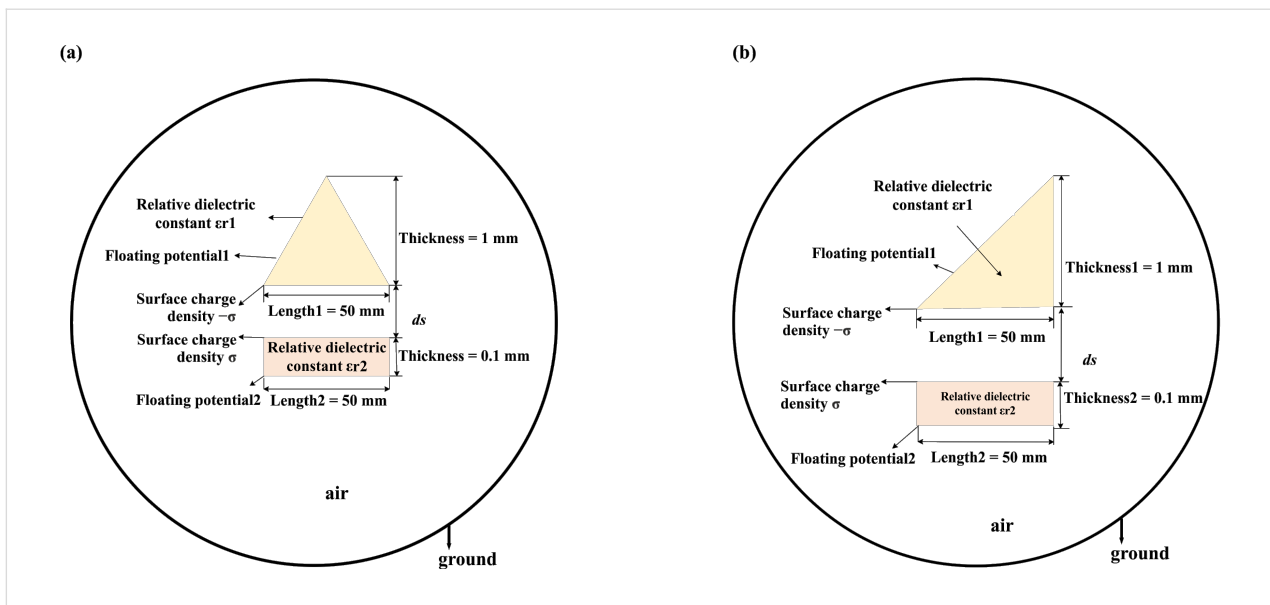 (a)
Relative dielectric
constant εr1
Floating potential1
Thickness = 1 mm
Surface charge
density −σ
Length1 = 50 mm
ds
Surface charge
density σ
Relative dielectric
constant εr2
Thickness = 0.1 mm
Floating potential2
Length2 = 50 mm
air
ground
(b)
Relative dielectric
constant εr1
Floating potential1
Thickness1 = 1 mm
Surface charge
density −σ
Length1 = 50 mm
ds
Surface charge
density σ
Relative dielectric
constant εr2
Thickness2 = 0.1 mm
Floating potential2
Length2 = 50 mm
air
ground